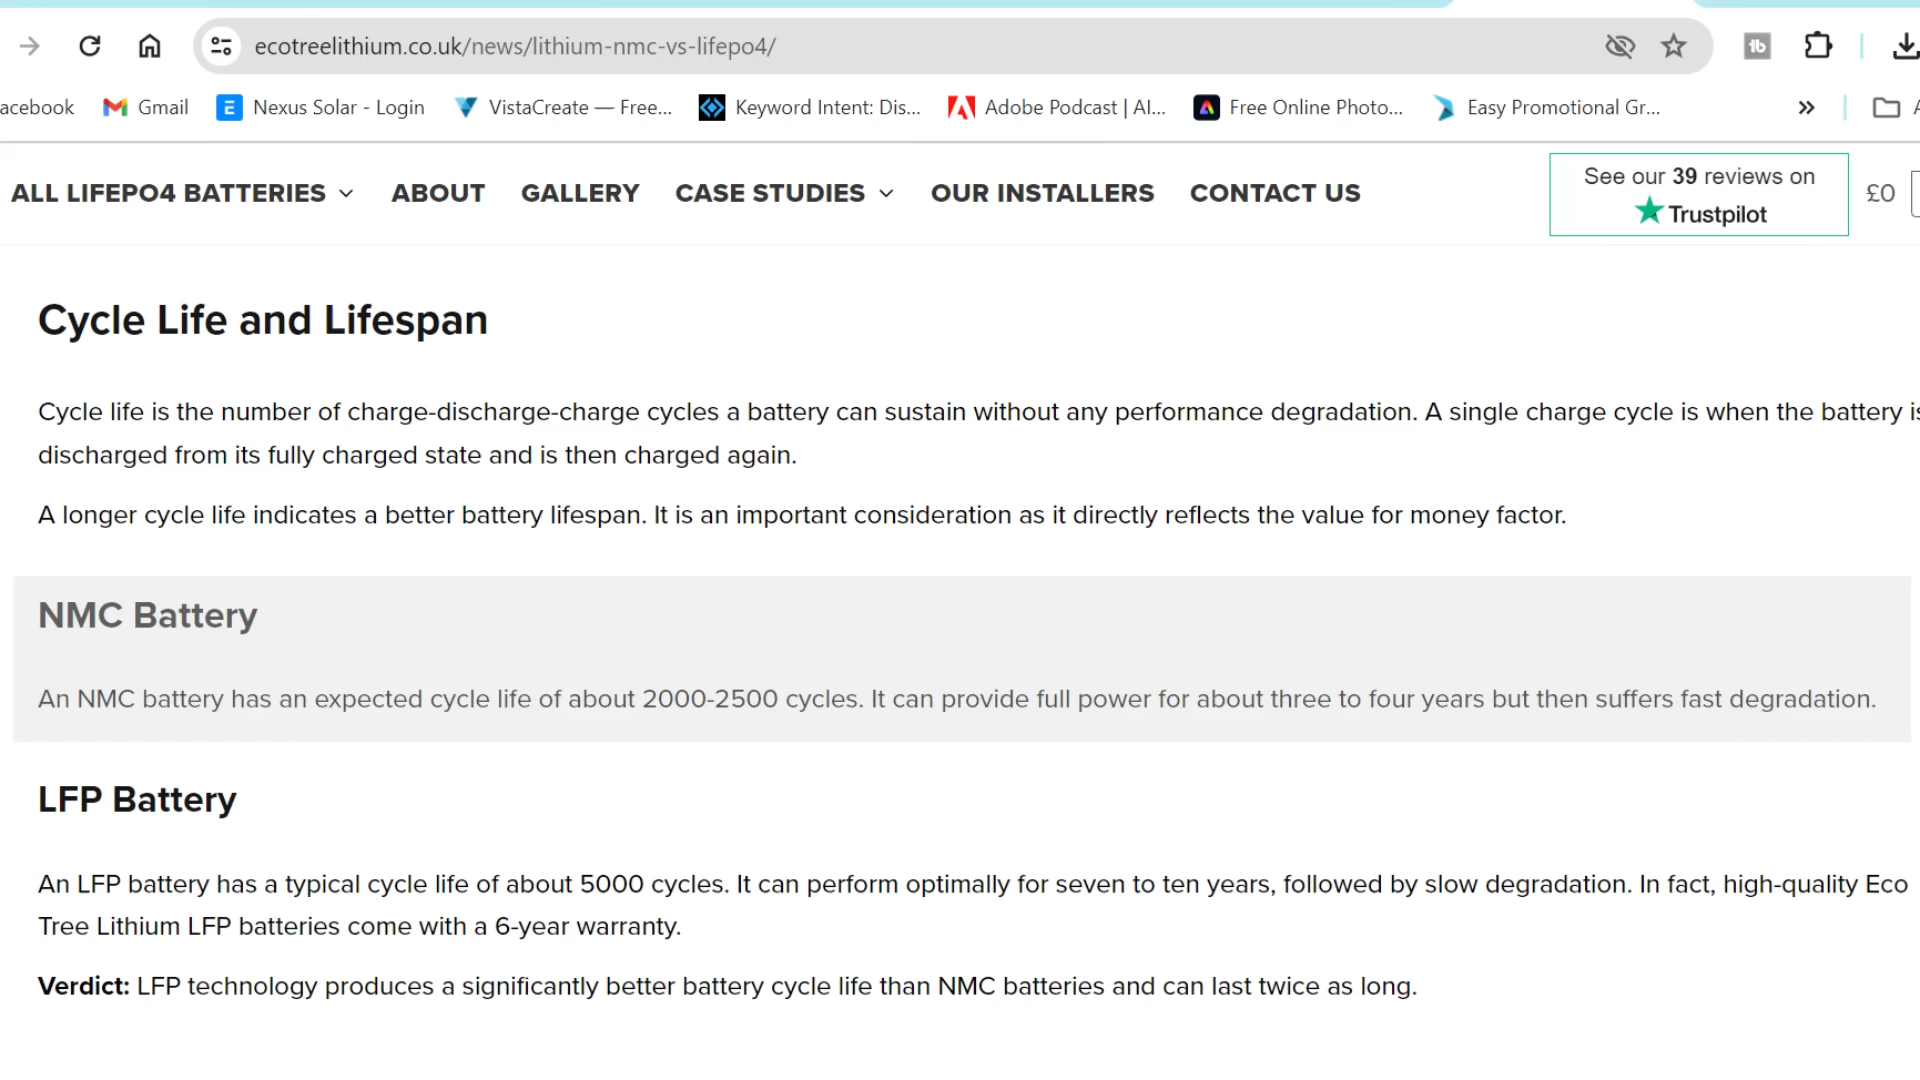 ecotreelithium.co.uk/news/lithium-nmc-vs-lifepo4/
acebook Gmail Nexus Solar - Login VistaCreate — Free... Keyword Intent: Dis... Adobe Podcast | AI... Free Online Photo... Easy Promotional Gr... »
ALL LIFEPO4 BATTERIES ABOUT GALLERY CASE STUDIES OUR INSTALLERS CONTACT US
See our 39 reviews on
Trustpilot
£0
Cycle Life and Lifespan
Cycle life is the number of charge-discharge-charge cycles a battery can sustain without any performance degradation. A single charge cycle is when the battery is
discharged from its fully charged state and is then charged again.
A longer cycle life indicates a better battery lifespan. It is an important consideration as it directly reflects the value for money factor.
NMC Battery
An NMC battery has an expected cycle life of about 2000-2500 cycles. It can provide full power for about three to four years but then suffers fast degradation.
LFP Battery
An LFP battery has a typical cycle life of about 5000 cycles. It can perform optimally for seven to ten years, followed by slow degradation. In fact, high-quality Eco
Tree Lithium LFP batteries come with a 6-year warranty.
Verdict: LFP technology produces a significantly better battery cycle life than NMC batteries and can last twice as long.